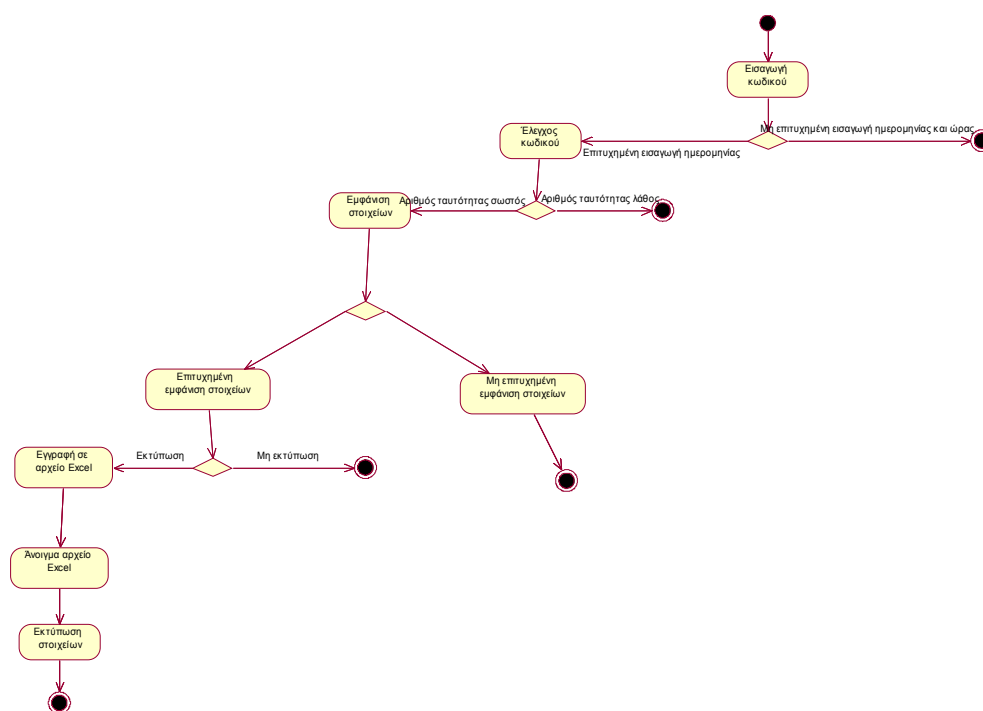 Εισαγωγή
κωδικού
Μη επιτυχημένη εισαγωγή ημερομηνίας και ώρας
Έλεγχος
κωδικού
Επιτυχημένη εισαγωγή ημερομηνίας
Εμφάνιση
στοιχείων
Αριθμός ταυτότητας σωστός
Αριθμός ταυτότητας λάθος
Επιτυχημένη
εμφάνιση στοιχείων
Μη επιτυχημένη
εμφάνιση στοιχείων
Εγγραφή σε
αρχείο Excel
Εκτύπωση
Μη εκτύπωση
Άνοιγμα αρχείο
Excel
Εκτύπωση
στοιχείων